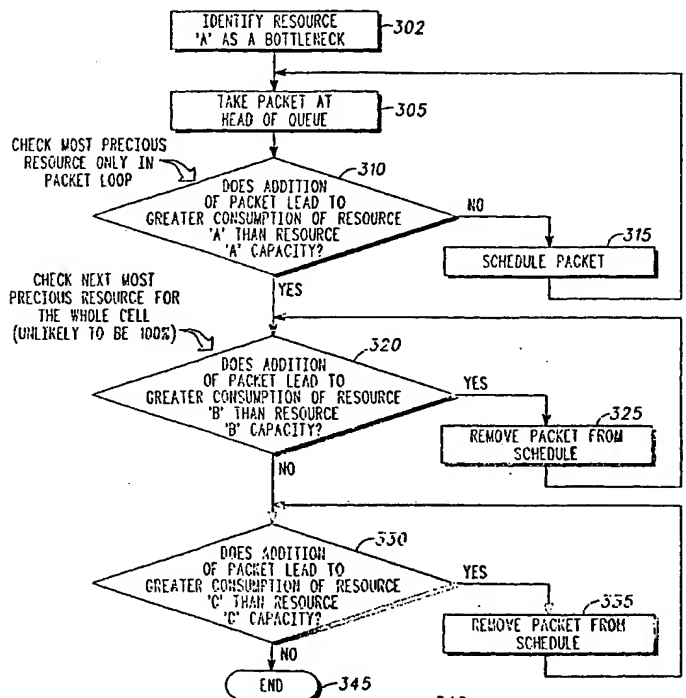 IDENTIFY RESOURCE
'A' AS A BOTTLENECK
302
TAKE PACKET AT
HEAD OF QUEUE
305
CHECK MOST PRECIOUS
RESOURCE ONLY IN
PACKET LOOP
310
DOES ADDITION
OF PACKET LEAD TO
GREATER CONSUMPTION OF RESOURCE
'A' THAN RESOURCE
'A' CAPACITY?
NO
315
SCHEDULE PACKET
YES
CHECK NEXT MOST
PRECIOUS RESOURCE FOR
THE WHOLE CELL
(UNLIKELY TO BE 100%)
320
DOES ADDITION
OF PACKET LEAD TO
GREATER CONSUMPTION OF RESOURCE
'B' THAN RESOURCE
'B' CAPACITY?
YES
325
REMOVE PACKET FROM
SCHEDULE
NO
330
DOES ADDITION
OF PACKET LEAD TO
GREATER CONSUMPTION OF RESOURCE
'C' THAN RESOURCE
'C' CAPACITY?
YES
335
REMOVE PACKET FROM
SCHEDULE
NO
END
345